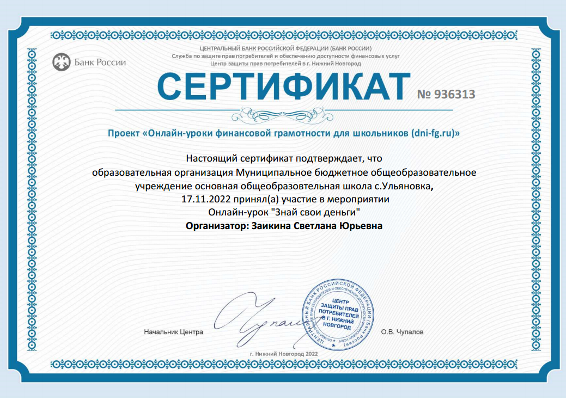 Банк России
ЦЕНТРАЛЬНЫЙ БАНК РОССИЙСКОЙ ФЕДЕРАЦИИ (БАНК РОССИИ)
Служба по защите прав потребителей и обеспечению доступности финансовых услуг
Центр защиты прав потребителей в г. Нижний Новгород
СЕРТИФИКАТ № 936313
Проект «Онлайн-уроки финансовой грамотности для школьников (dni-fg.ru)»
Настоящий сертификат подтверждает, что
образовательная организация Муниципальное бюджетное общеобразовательное
учреждение основная общеобразовтельная школа с.Ульяновка,
17.11.2022 принял(а) участие в мероприятии
Онлайн-урок "Знай свои деньги"
Организатор: Заикина Светлана Юрьевна
ЦЕНТР
ЗАЩИТЫ ПРАВ
ПОТРЕБИТЕЛЕЙ
В Г. НИЖНИЙ
НОВГОРОД
Начальник Центра
О.В. Чупалов
г. Нижний Новгород 2022